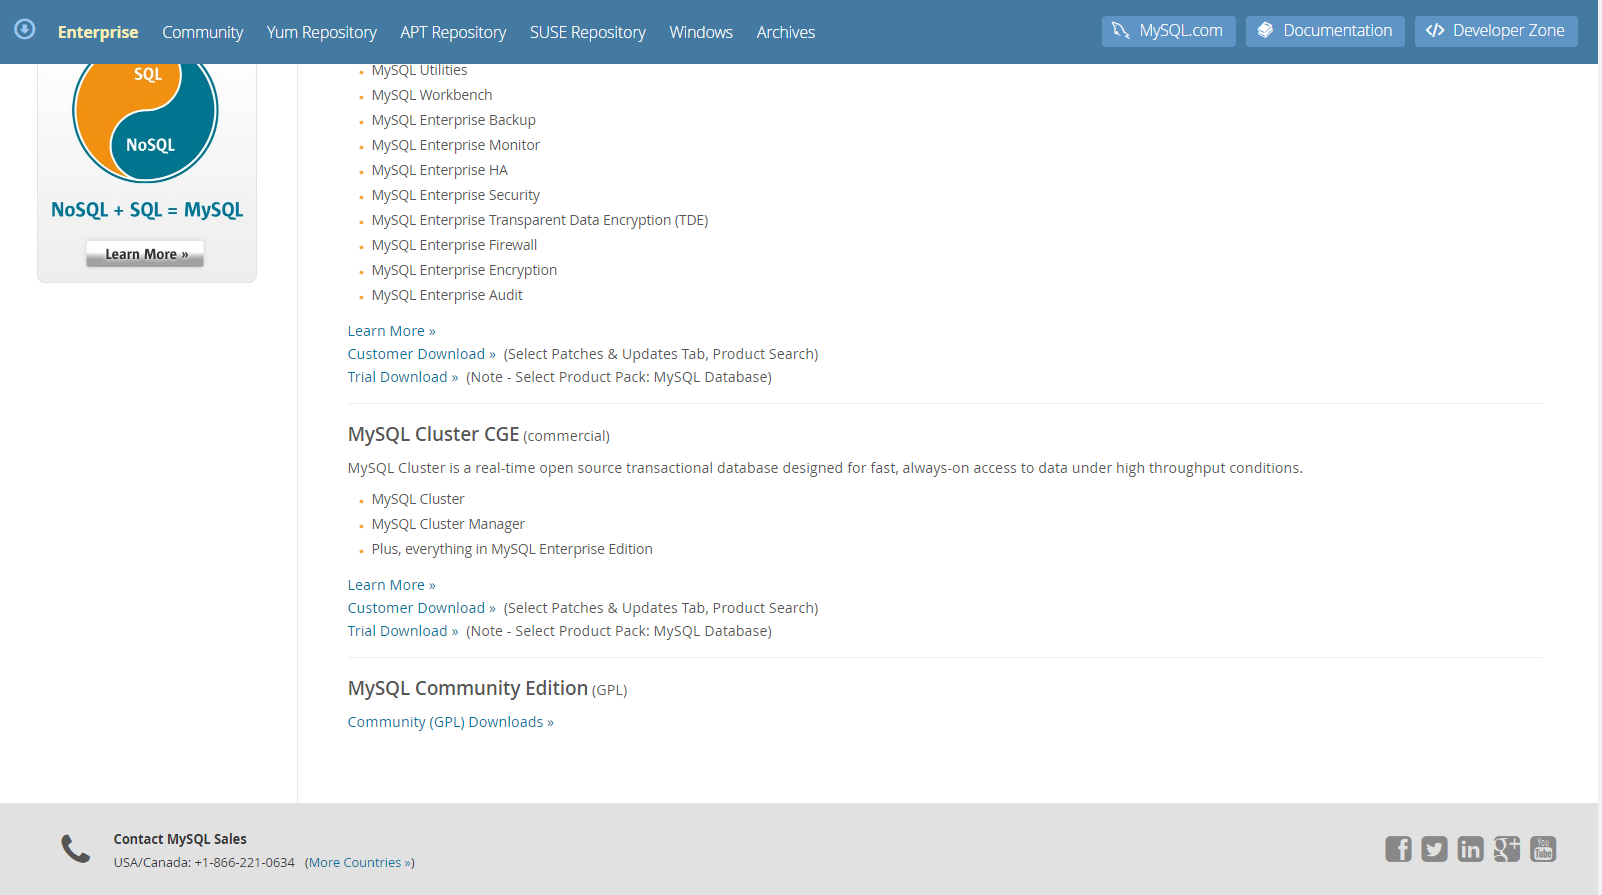 Enterprise Community Yum Repository APT Repository SUSE Repository Windows Archives MySQL.com Documentation Developer Zone
SQL
NoSQL
NoSQL + SQL = MySQL
Learn More »
MySQL Utilities
MySQL Workbench
MySQL Enterprise Backup
MySQL Enterprise Monitor
MySQL Enterprise HA
MySQL Enterprise Security
MySQL Enterprise Transparent Data Encryption (TDE)
MySQL Enterprise Firewall
MySQL Enterprise Encryption
MySQL Enterprise Audit
Learn More »
Customer Download » (Select Patches & Updates Tab, Product Search)
Trial Download » (Note - Select Product Pack: MySQL Database)
MySQL Cluster CGE (commercial)
MySQL Cluster is a real-time open source transactional database designed for fast, always-on access to data under high throughput conditions.
MySQL Cluster
MySQL Cluster Manager
Plus, everything in MySQL Enterprise Edition
Learn More »
Customer Download » (Select Patches & Updates Tab, Product Search)
Trial Download » (Note - Select Product Pack: MySQL Database)
MySQL Community Edition (GPL)
Community (GPL) Downloads »
Contact MySQL Sales
USA/Canada: +1-866-221-0634 (More Countries »)
f in g+ You Tube